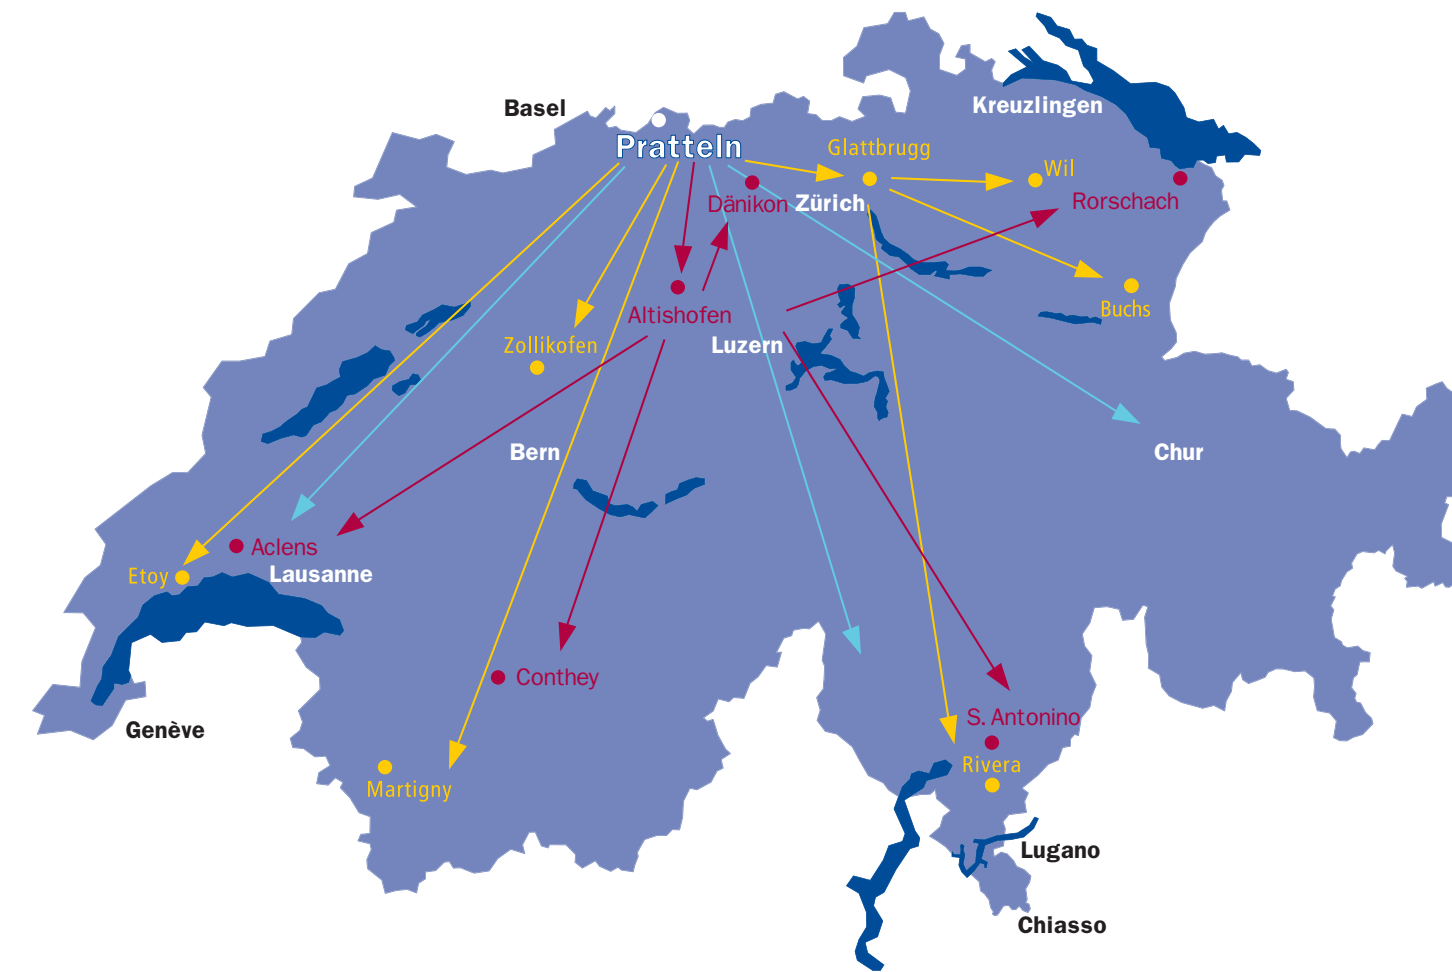 Kreuzlingen
Basel
Pratteln
Glattbrugg
Wil
Dänikon
Zürich
Rorschach
Altishofen
Buchs
Zollikofen
Luzern
Bern
Chur
Aclens
Etoy
Lausanne
Conthey
S. Antonino
Genève
Rivera
Martigny
Lugano
Chiasso